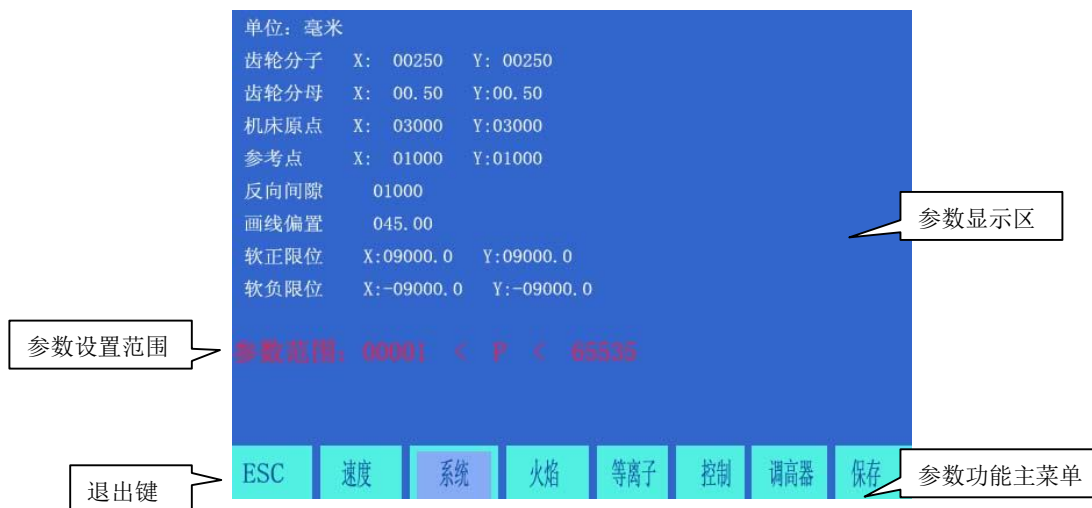 单位：毫米
齿轮分子 X: 00250 Y: 00250
齿轮分母 X: 00.50 Y:00.50
机床原点 X: 03000 Y:03000
参考点 X: 01000 Y:01000
反向间隙 01000
画线偏置 045.00
软正限位 X:09000.0 Y:09000.0
软负限位 X:-09000.0 Y:-09000.0
参数显示区
参数设置范围
参数范围：00001 < P < 65535
ESC 速度 系统 火焰 等离子 控制 调高器 保存
退出键
参数功能主菜单